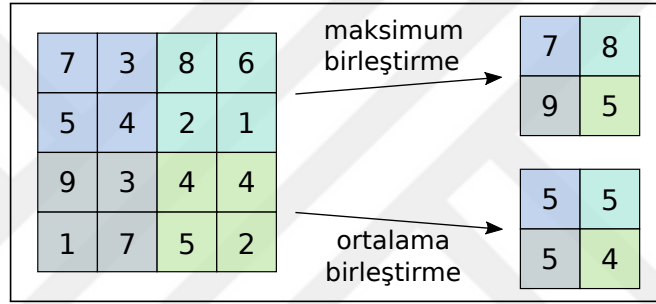 7 3 8 6
5 4 2 1
9 3 4 4
1 7 5 2
maksimum
birleştirme
7 8
9 5
ortalama
birleştirme
5 5
5 4